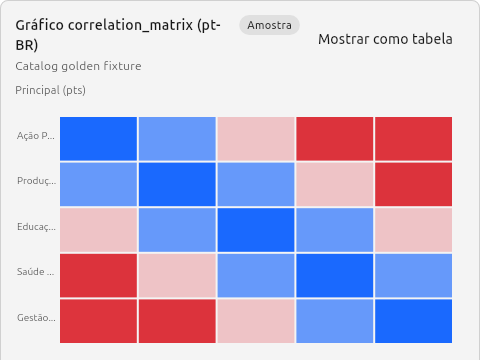 Gráfico correlation_matrix (pt-
BR)
Amostra
Mostrar como tabela
Catalog golden fixture
Principal (pts)
Ação P...
Produç...
Educaç...
Saúde ...
Gestão...